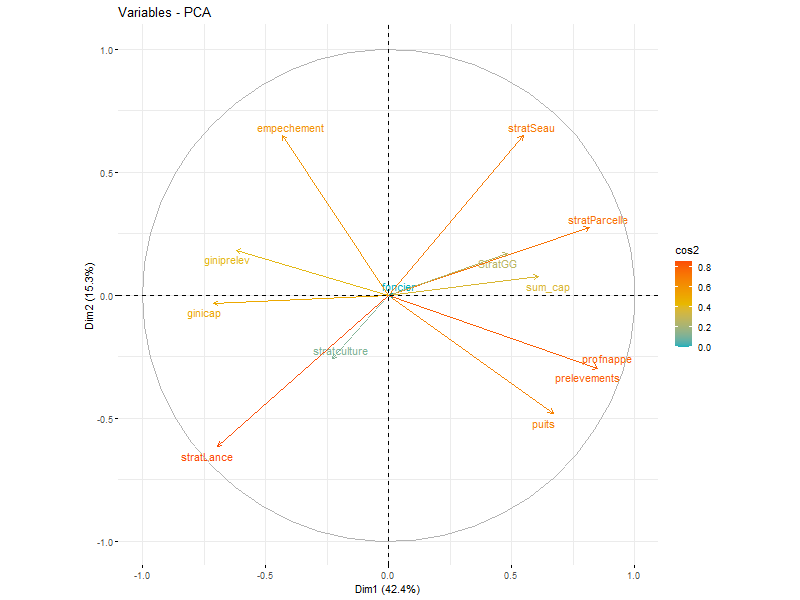 Variables - PCA
1.0
empechement
stratSeau
0.5
stratParcelle
giniprelev
StratGG
cos2
0.8
0.6
0.4
0.2
0.0
foncier
sum_cap
0.0
ginicap
Dim2 (15.3%)
stratculture
profnappe
prelevements
puits
-0.5
stratLance
-1.0
-1.0
-0.5
0.0
0.5
1.0
Dim1 (42.4%)